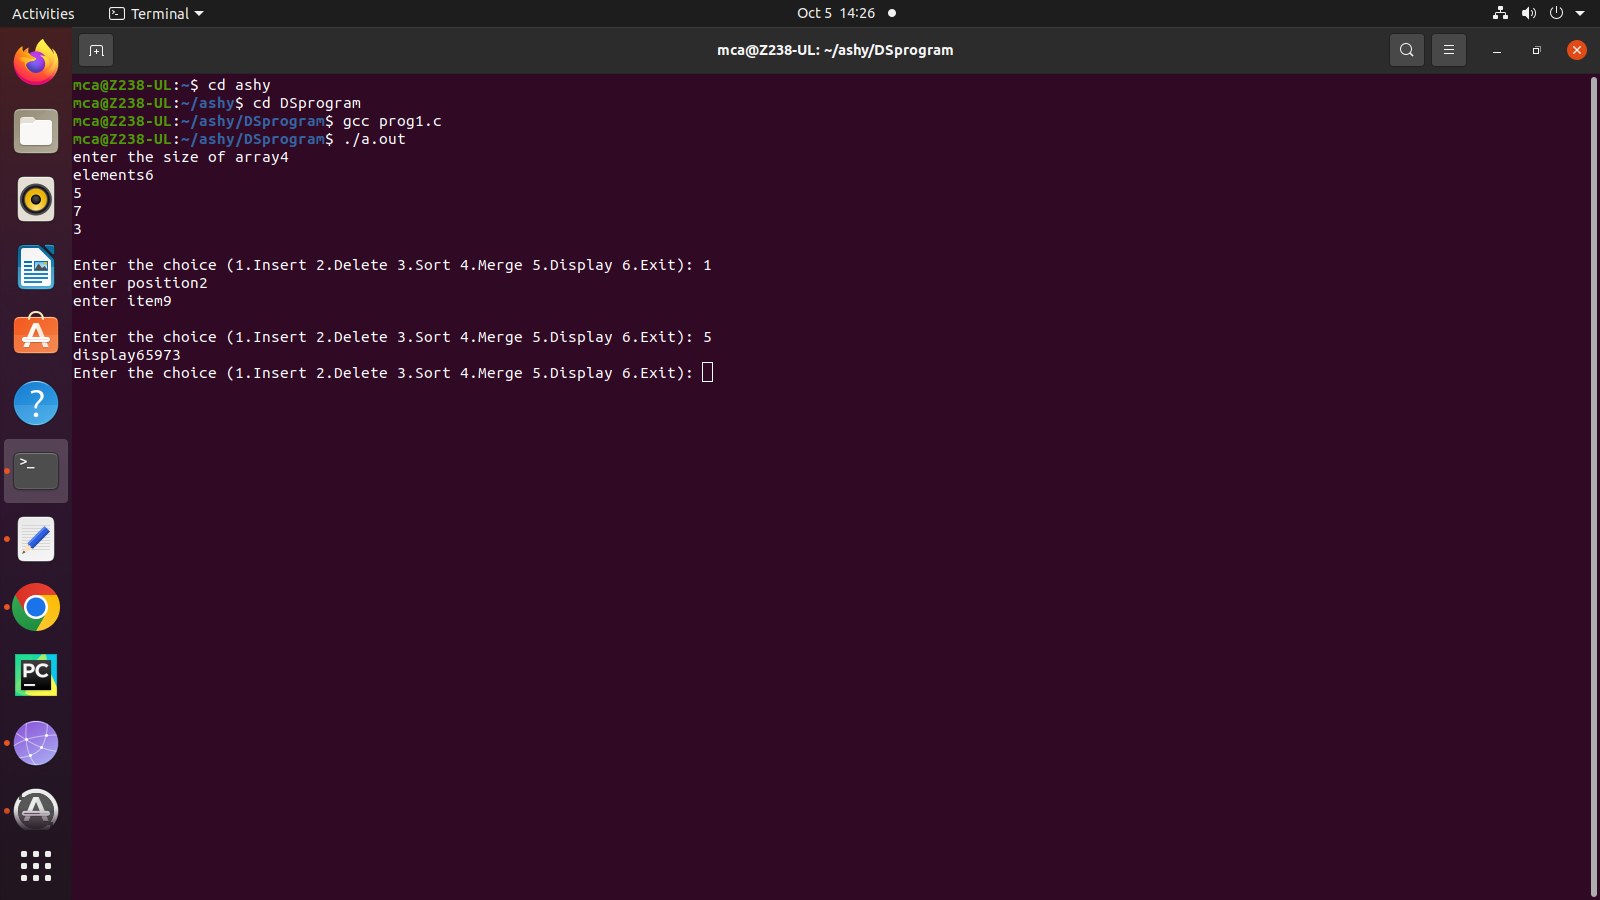 Activities Terminal Oct 5 14:26
mca@Z238-UL: ~/ashy/DSprogram
mca@Z238-UL:~$ cd ashy
mca@Z238-UL:~/ashy$ cd DSprogram
mca@Z238-UL:~/ashy/DSprogram$ gcc prog1.c
mca@Z238-UL:~/ashy/DSprogram$ ./a.out
enter the size of array4
elements6
5
7
3
Enter the choice (1.Insert 2.Delete 3.Sort 4.Merge 5.Display 6.Exit): 1
enter position2
enter item9
Enter the choice (1.Insert 2.Delete 3.Sort 4.Merge 5.Display 6.Exit): 5
display65973
Enter the choice (1.Insert 2.Delete 3.Sort 4.Merge 5.Display 6.Exit):
>_
PC